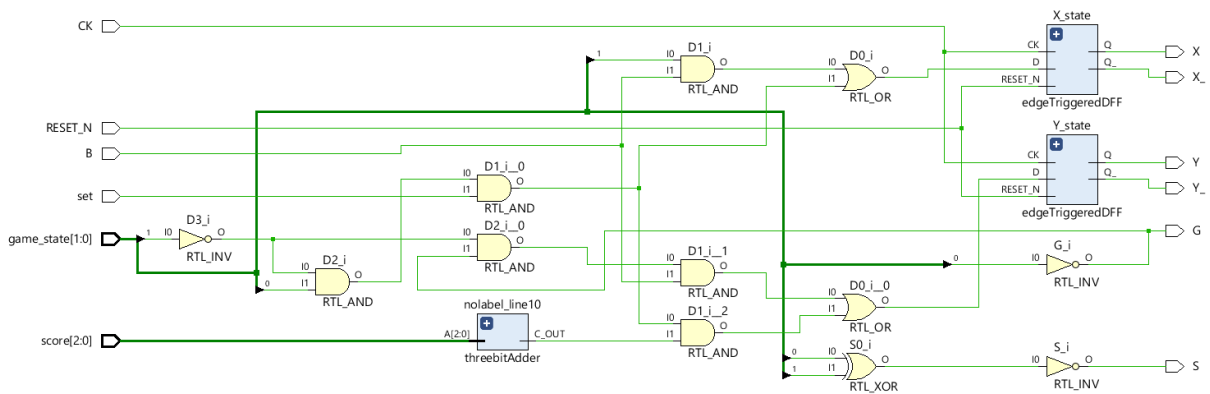 X_state
CK
D1_i
CK Q
X
1 I0
D0_i
D Q_
I1 O
I0
X_
RTL_AND
I1 O
RESET_N
RTL_OR
edgeTriggeredDFF
RESET_N
Y_state
B
CK Q
Y
D1_i__0
D Q_
I0
Y_
I1 O
RESET_N
set
RTL_AND
edgeTriggeredDFF
D3_i
D2_i__0
G
game_state[1:0]
1 I0 O
I0
G_i
RTL_INV
I1 O
D1_i__1
0 I0 O
D2_i
RTL_AND
I0
RTL_INV
I0
I1 O
D0_i__0
0 I1 O
RTL_AND
I0
RTL_AND
nolabel_line10
D1_i__2
I1 O
I0
RTL_OR
score[2:0]
A[2:0] C_OUT
I1 O
S0_i
threebitAdder
RTL_AND
0 I0
S_i
1 I1 O
I0 O
S
RTL_XOR
RTL_INV